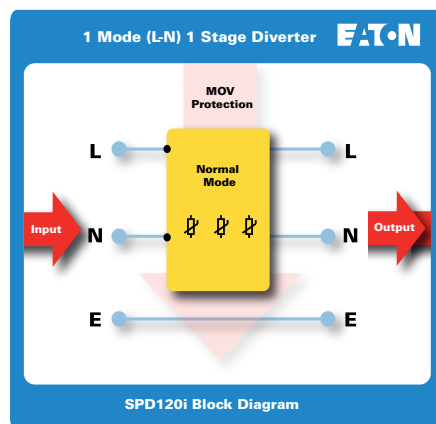 1 Mode (L-N) 1 Stage Diverter EATON
MOV
Protection
L L
Normal
Mode
Input N N Output
E E
SPD120i Block Diagram